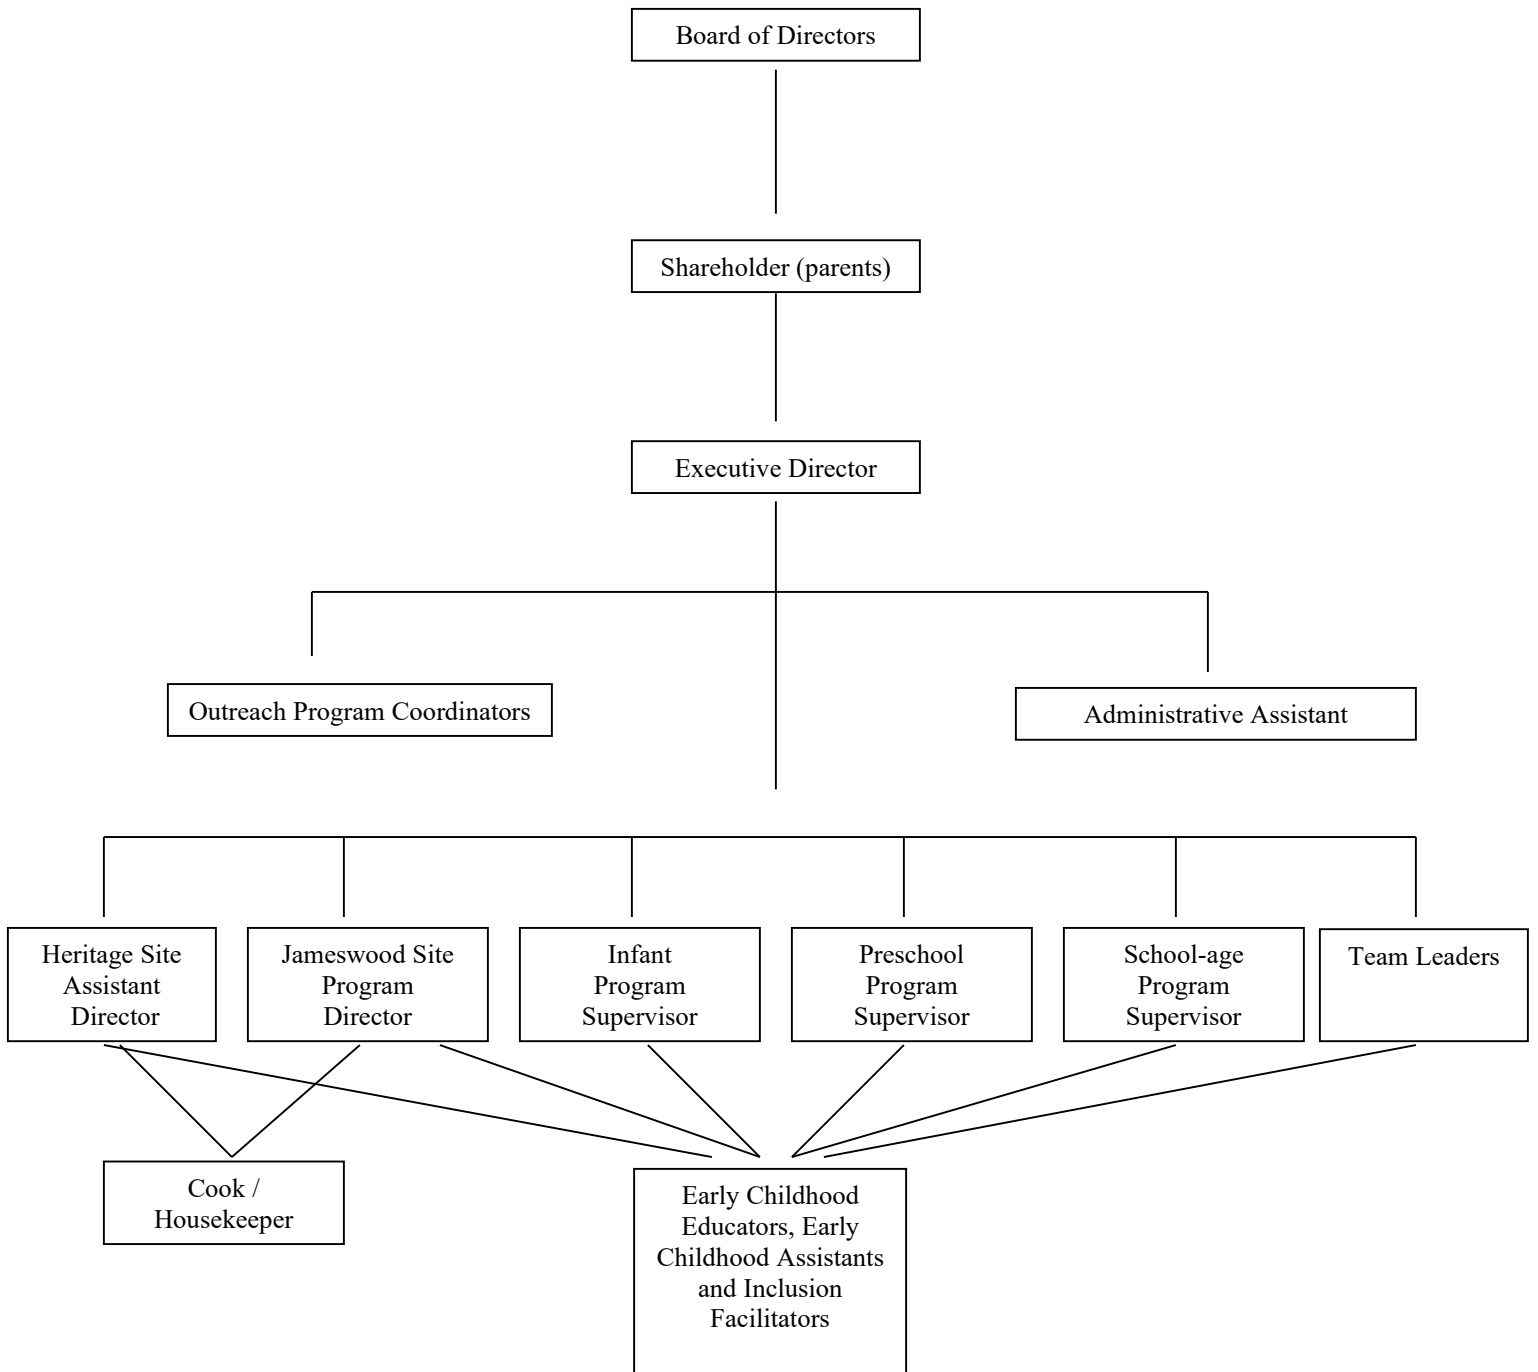 Board of Directors
Shareholder (parents)
Executive Director
Outreach Program Coordinators
Administrative Assistant
Heritage Site
Assistant
Director
Jameswood Site
Program
Director
Infant
Program
Supervisor
Preschool
Program
Supervisor
School-age
Program
Supervisor
Team Leaders
Cook /
Housekeeper
Early Childhood
Educators, Early
Childhood Assistants
and Inclusion
Facilitators